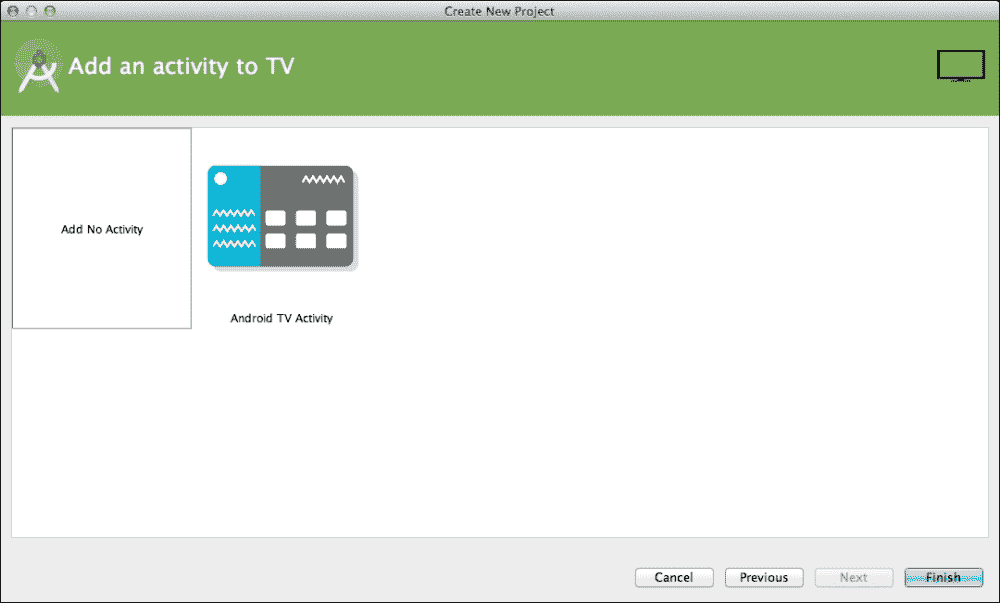 Create New Project
Add an activity to TV
Add No Activity
Android TV Activity
Cancel
Previous
Next
Finish